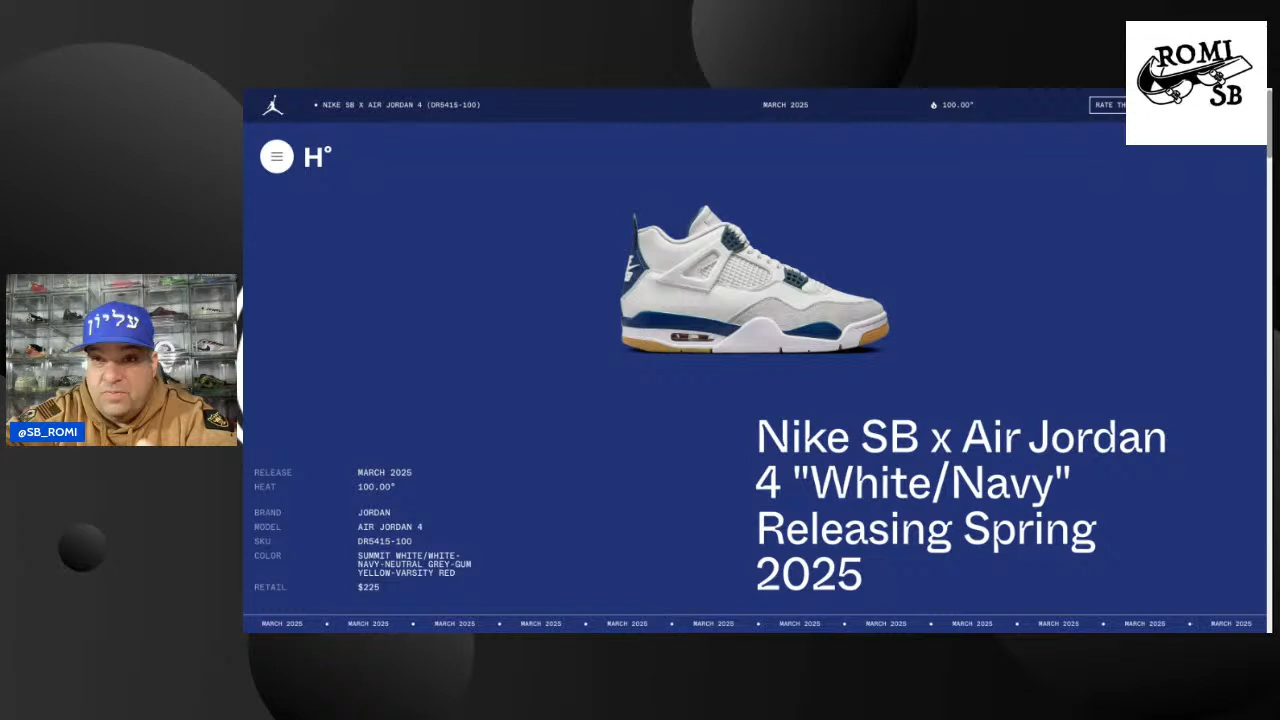 ROMI
SB
NIKE SB X AIR JORDAN 4 (DR5415-100)
MARCH 2025
100.00°
RATE TH
H°
עליון
@SB_ROMI
Nike SB x Air Jordan
4 "White/Navy"
Releasing Spring
2025
RELEASE MARCH 2025
HEAT 100.00°
BRAND JORDAN
MODEL AIR JORDAN 4
SKU DR5415-100
COLOR SUMMIT WHITE/WHITE-
NAVY-NEUTRAL GREY-GUM
YELLOW-VARSITY RED
RETAIL $225
MARCH 2025 • MARCH 2025 • MARCH 2025 • MARCH 2025 • MARCH 2025 • MARCH 2025 • MARCH 2025 • MARCH 2025 • MARCH 2025 • MARCH 2025 • MARCH 2025 • MARCH 2025